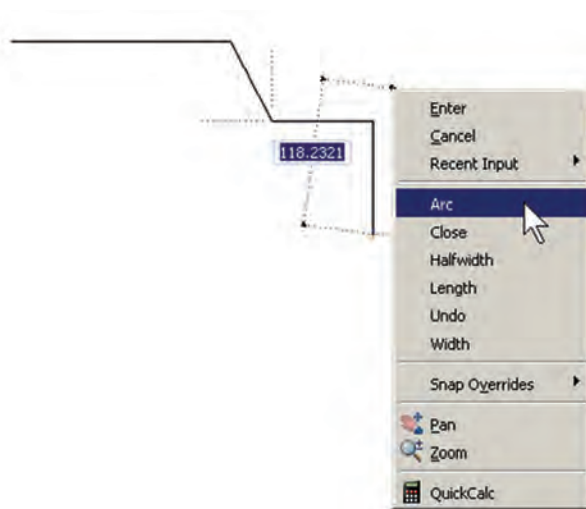 118.2321
Enter
Cancel
Recent Input
Arc
Close
Halfwidth
Length
Undo
Width
Snap Overrides
Pan
Zoom
QuickCalc